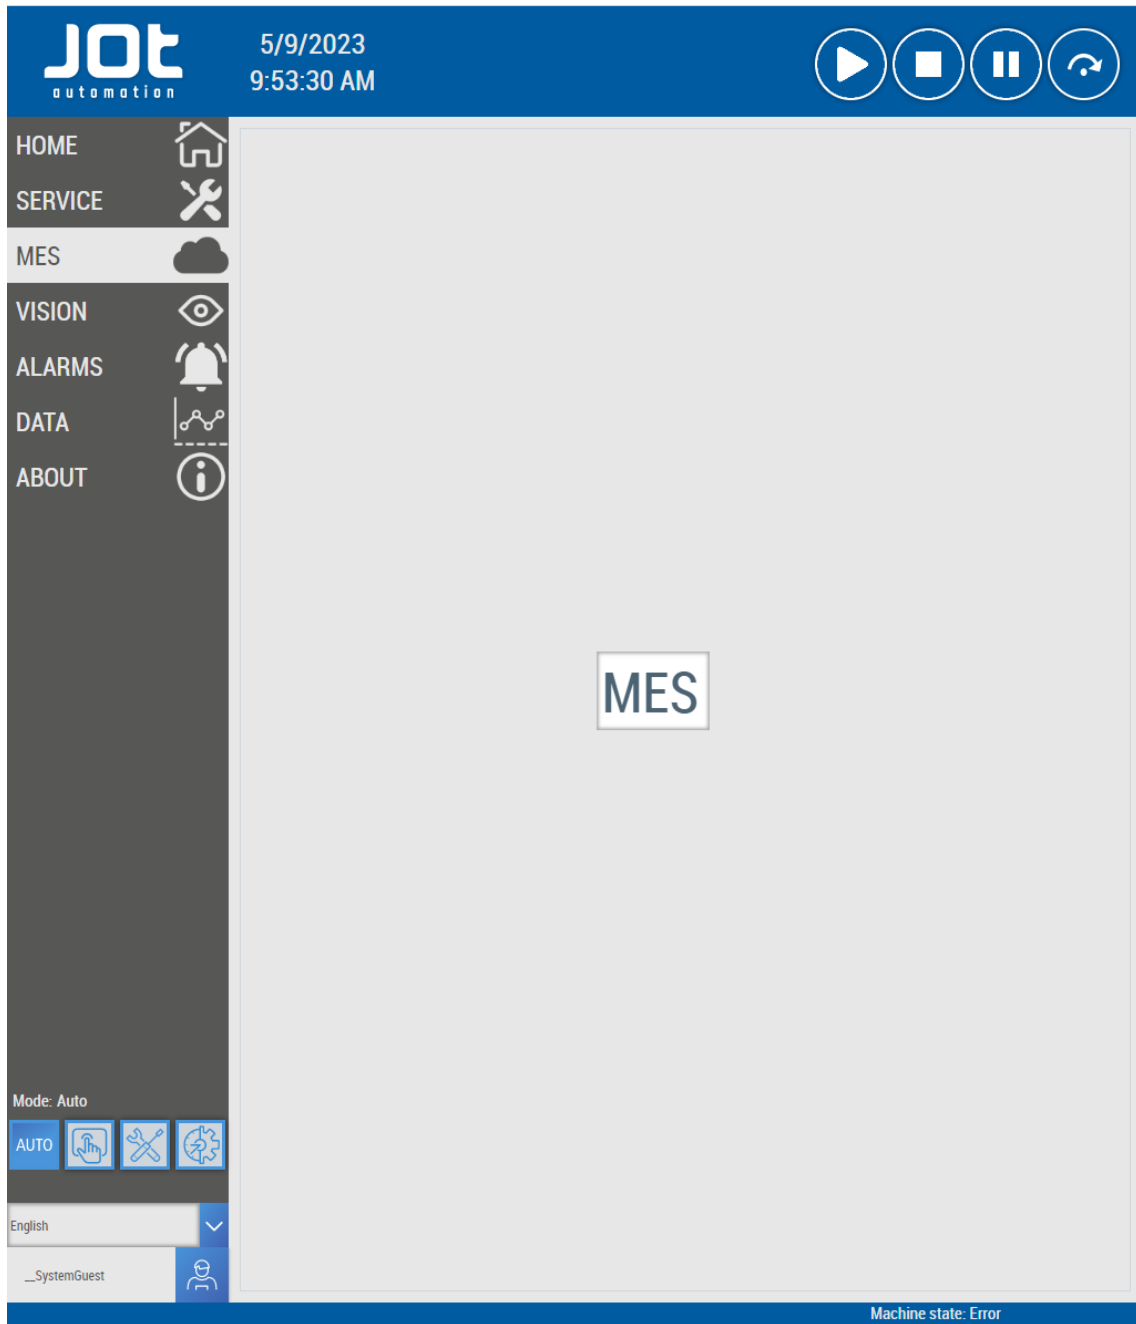 JOT
automation
5/9/2023
9:53:30 AM
HOME
SERVICE
MES
VISION
ALARMS
DATA
ABOUT
MES
Mode: Auto
AUTO
English
__SystemGuest
Machine state: Error